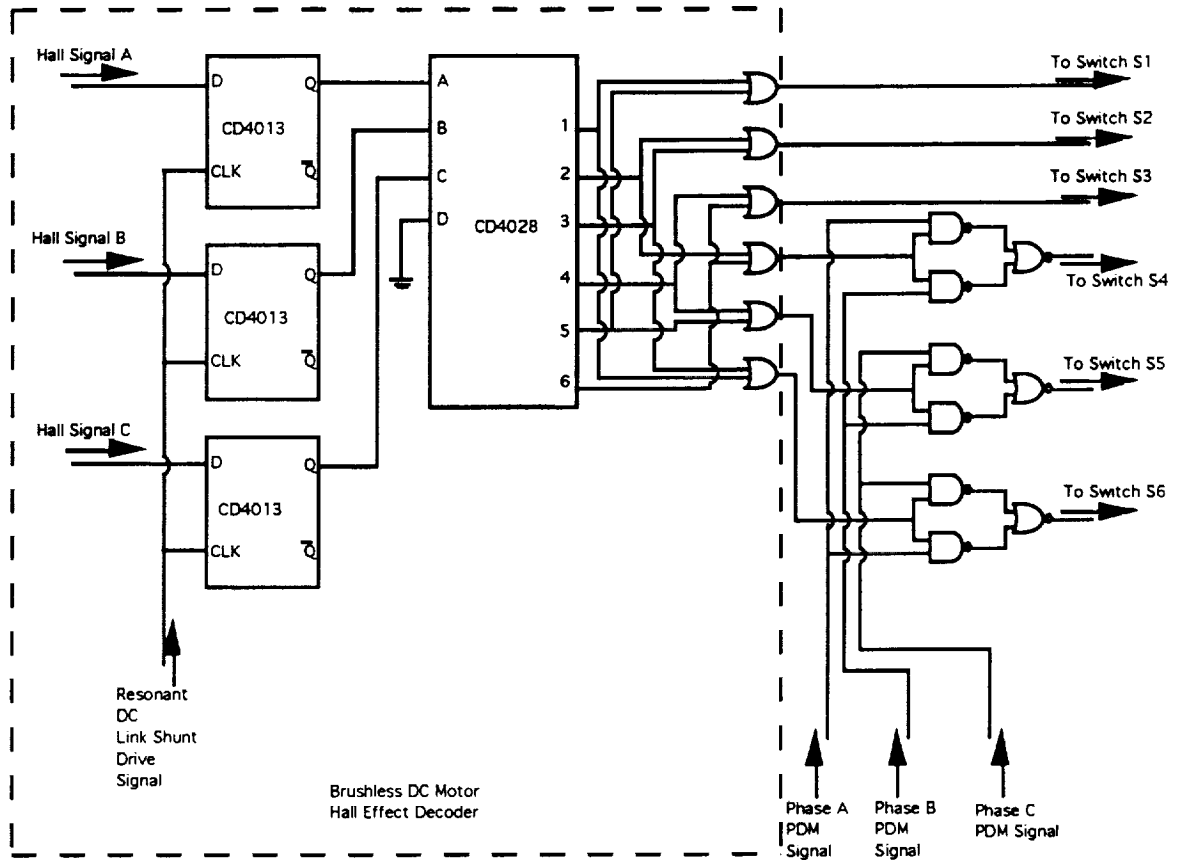 Hall Signal A
D
Q
CD4013
CLK
Q̅
Hall Signal B
D
Q
CD4013
CLK
Q̅
Hall Signal C
D
Q
CD4013
CLK
Q̅
Resonant
DC
Link Shunt
Drive
Signal
A
B
C
D
CD4028
1
2
3
4
5
6
Brushless DC Motor
Hall Effect Decoder
To Switch S1
To Switch S2
To Switch S3
To Switch S4
To Switch S5
To Switch S6
Phase A
PDM
Signal
Phase B
PDM
Signal
Phase C
PDM Signal